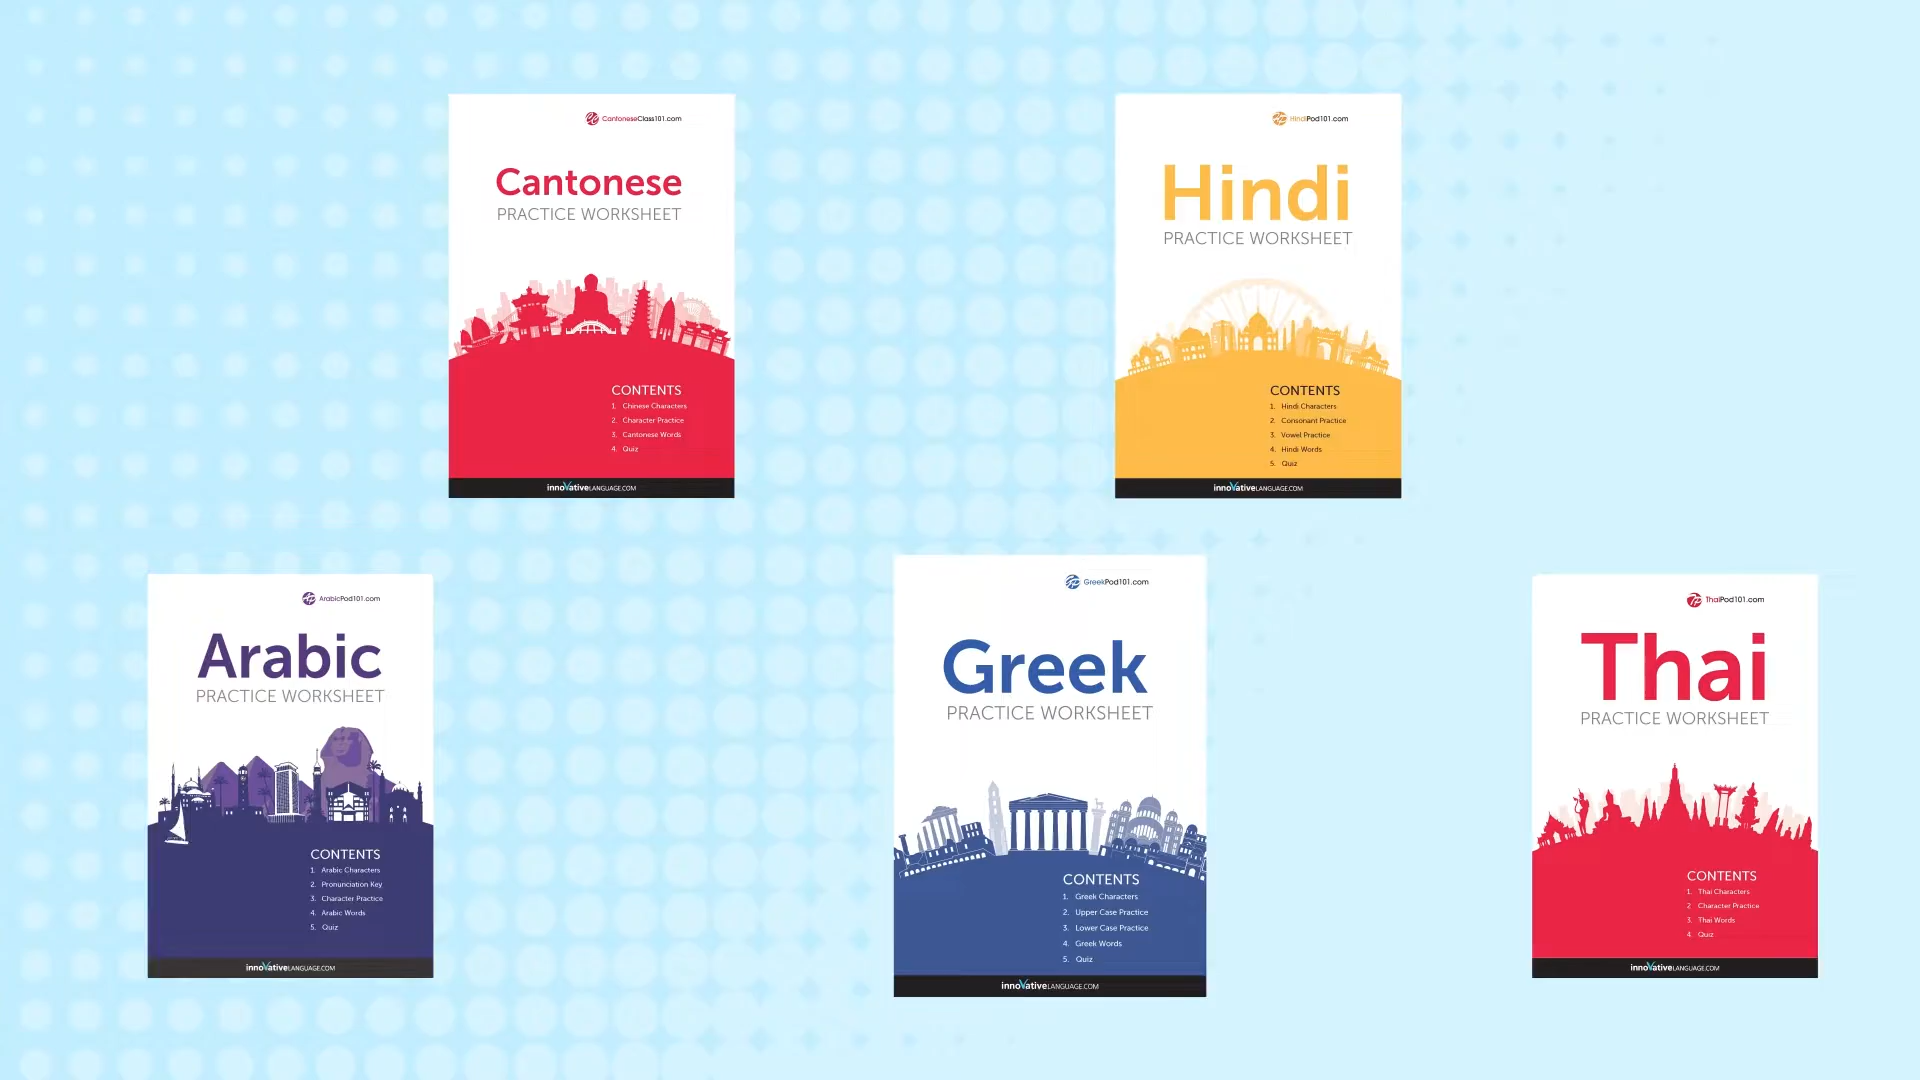 CantoneseClass101.com
Cantonese
PRACTICE WORKSHEET
CONTENTS
1. Chinese Characters
2. Character Practice
3. Cantonese Words
4. Quiz
innoVativeLANGUAGE.COM
HindiPod101.com
Hindi
PRACTICE WORKSHEET
CONTENTS
1. Hindi Characters
2. Consonant Practice
3. Vowel Practice
4. Hindi Words
5. Quiz
innoVativeLANGUAGE.COM
ArabicPod101.com
Arabic
PRACTICE WORKSHEET
CONTENTS
1. Arabic Characters
2. Pronunciation Key
3. Character Practice
4. Arabic Words
5. Quiz
innoVativeLANGUAGE.COM
GreekPod101.com
Greek
PRACTICE WORKSHEET
CONTENTS
1. Greek Characters
2. Upper Case Practice
3. Lower Case Practice
4. Greek Words
5. Quiz
innoVativeLANGUAGE.COM
ThaiPod101.com
Thai
PRACTICE WORKSHEET
CONTENTS
1. Thai Characters
2 Character Practice
3. Thai Words
4. Quiz
innoVativeLANGUAGE.COM